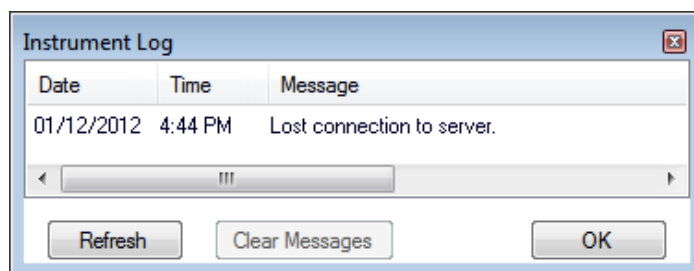 Instrument Log
Date Time Message
01/12/2012 4:44 PM Lost connection to server.
Refresh Clear Messages OK